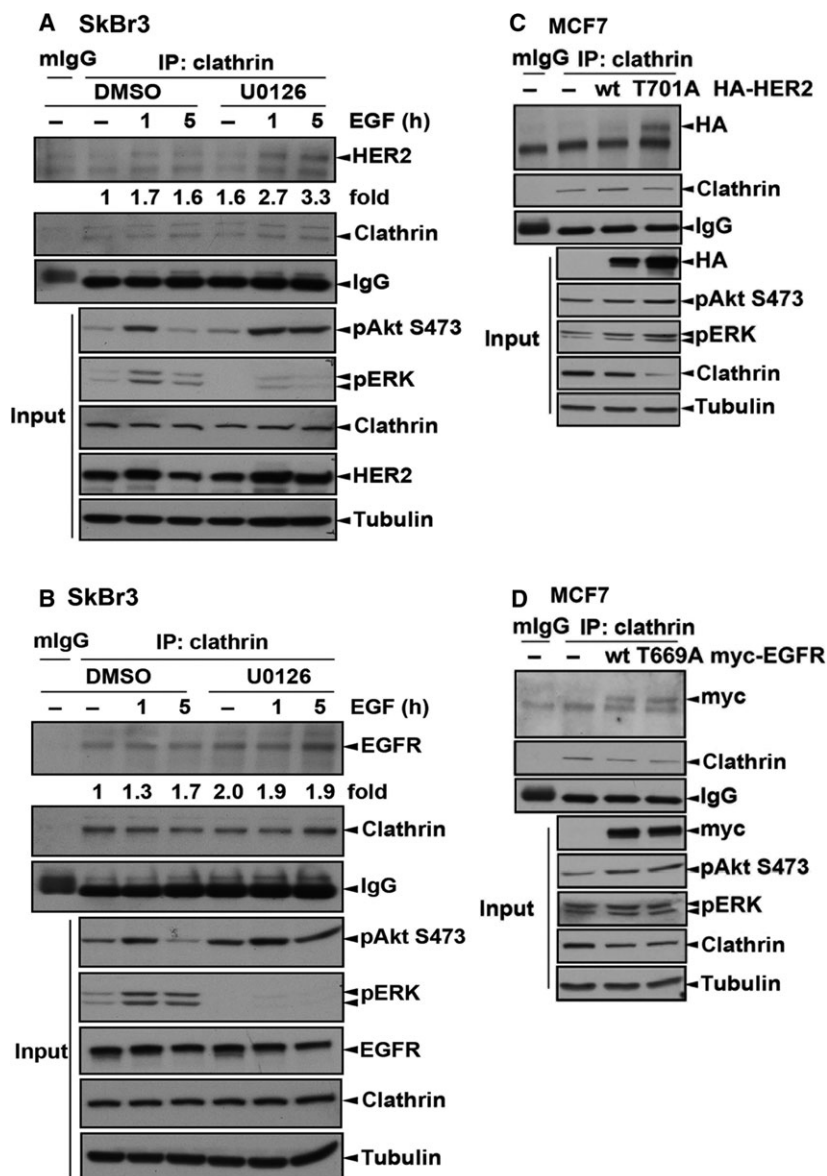 A SkBr3
mIgG IP: clathrin
DMSO U0126
– – 1 5 – 1 5 EGF (h)
HER2
1 1.7 1.6 1.6 2.7 3.3 fold
Clathrin
IgG
Input
pAkt S473
pERK
Clathrin
HER2
Tubulin
B SkBr3
mIgG IP: clathrin
DMSO U0126
– – 1 5 – 1 5 EGF (h)
EGFR
1 1.3 1.7 2.0 1.9 1.9 fold
Clathrin
IgG
Input
pAkt S473
pERK
EGFR
Clathrin
Tubulin
C MCF7
mIgG IP: clathrin
– – wt T701A HA-HER2
HA
Clathrin
IgG
Input
HA
pAkt S473
pERK
Clathrin
Tubulin
D MCF7
mIgG IP: clathrin
– – wt T669A myc-EGFR
myc
Clathrin
IgG
Input
myc
pAkt S473
pERK
Clathrin
Tubulin